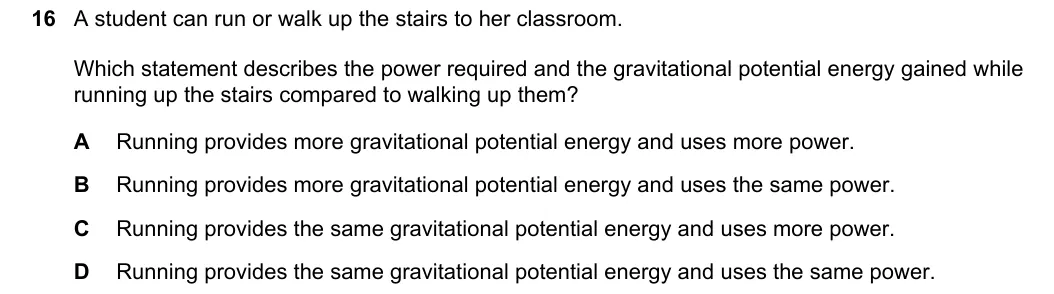 16 A student can run or walk up the stairs to her classroom.
Which statement describes the power required and the gravitational potential energy gained while
running up the stairs compared to walking up them?
A Running provides more gravitational potential energy and uses more power.
B Running provides more gravitational potential energy and uses the same power.
C Running provides the same gravitational potential energy and uses more power.
D Running provides the same gravitational potential energy and uses the same power.